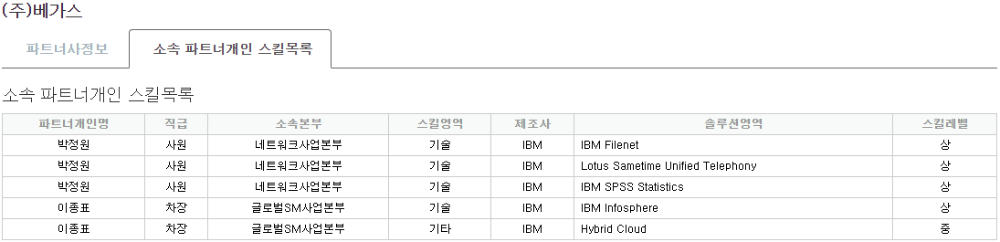 (주)베가스
파트너사정보 소속 파트너개인 스킬목록
소속 파트너개인 스킬목록
파트너개인명 직급 소속본부 스킬영역 제조사 솔루션영역 스킬레벨
박정원 사원 네트워크사업본부 기술 IBM IBM Filenet 상
박정원 사원 네트워크사업본부 기술 IBM Lotus Sametime Unified Telephony 상
박정원 사원 네트워크사업본부 기술 IBM IBM SPSS Statistics 상
이종표 차장 글로벌SM사업본부 기술 IBM IBM Infosphere 상
이종표 차장 글로벌SM사업본부 기타 IBM Hybrid Cloud 중